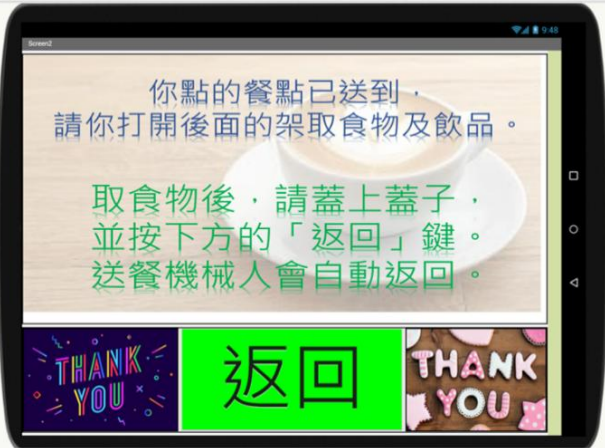 9:48
Screen2
你點的餐點已送到，
請你打開後面的架取食物及飲品。
取食物後，請蓋上蓋子，
並按下方的「返回」鍵。
送餐機械人會自動返回。
THANK
YOU
返回
THANK
YOU